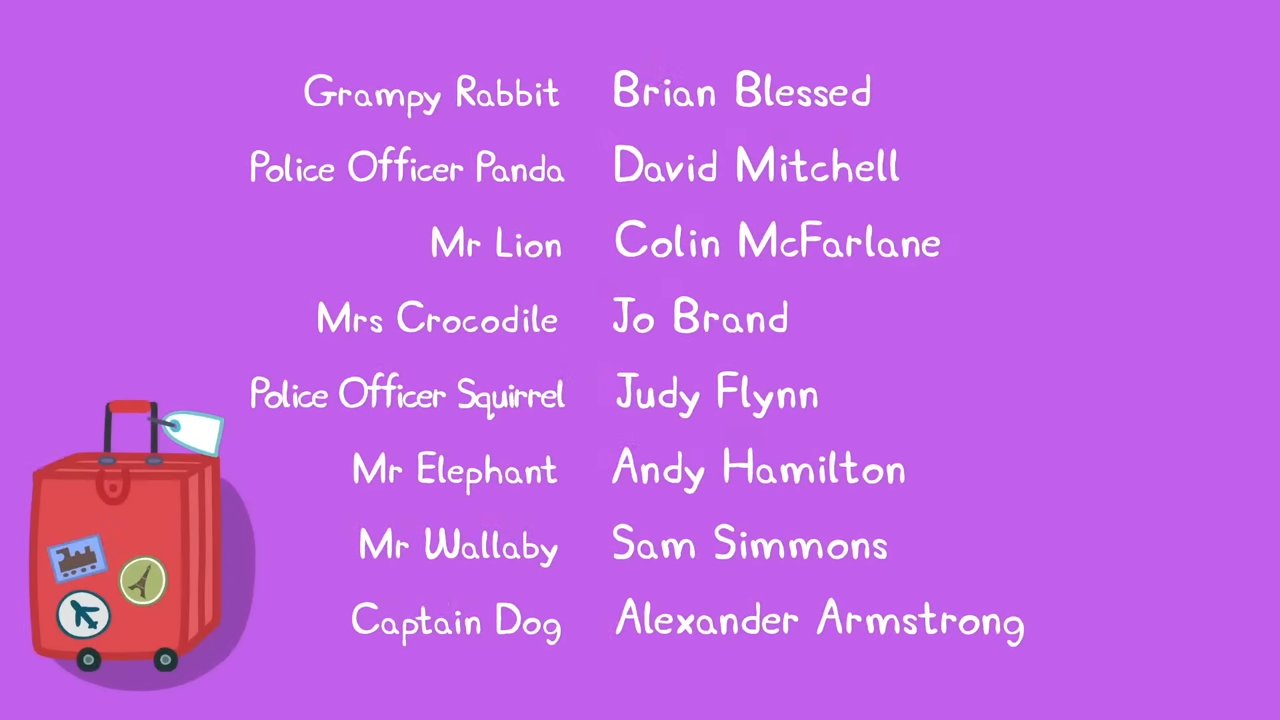 Grampy Rabbit Brian Blessed
Police Officer Panda David Mitchell
Mr Lion Colin McFarlane
Mrs Crocodile Jo Brand
Police Officer Squirrel Judy Flynn
Mr Elephant Andy Hamilton
Mr Wallaby Sam Simmons
Captain Dog Alexander Armstrong